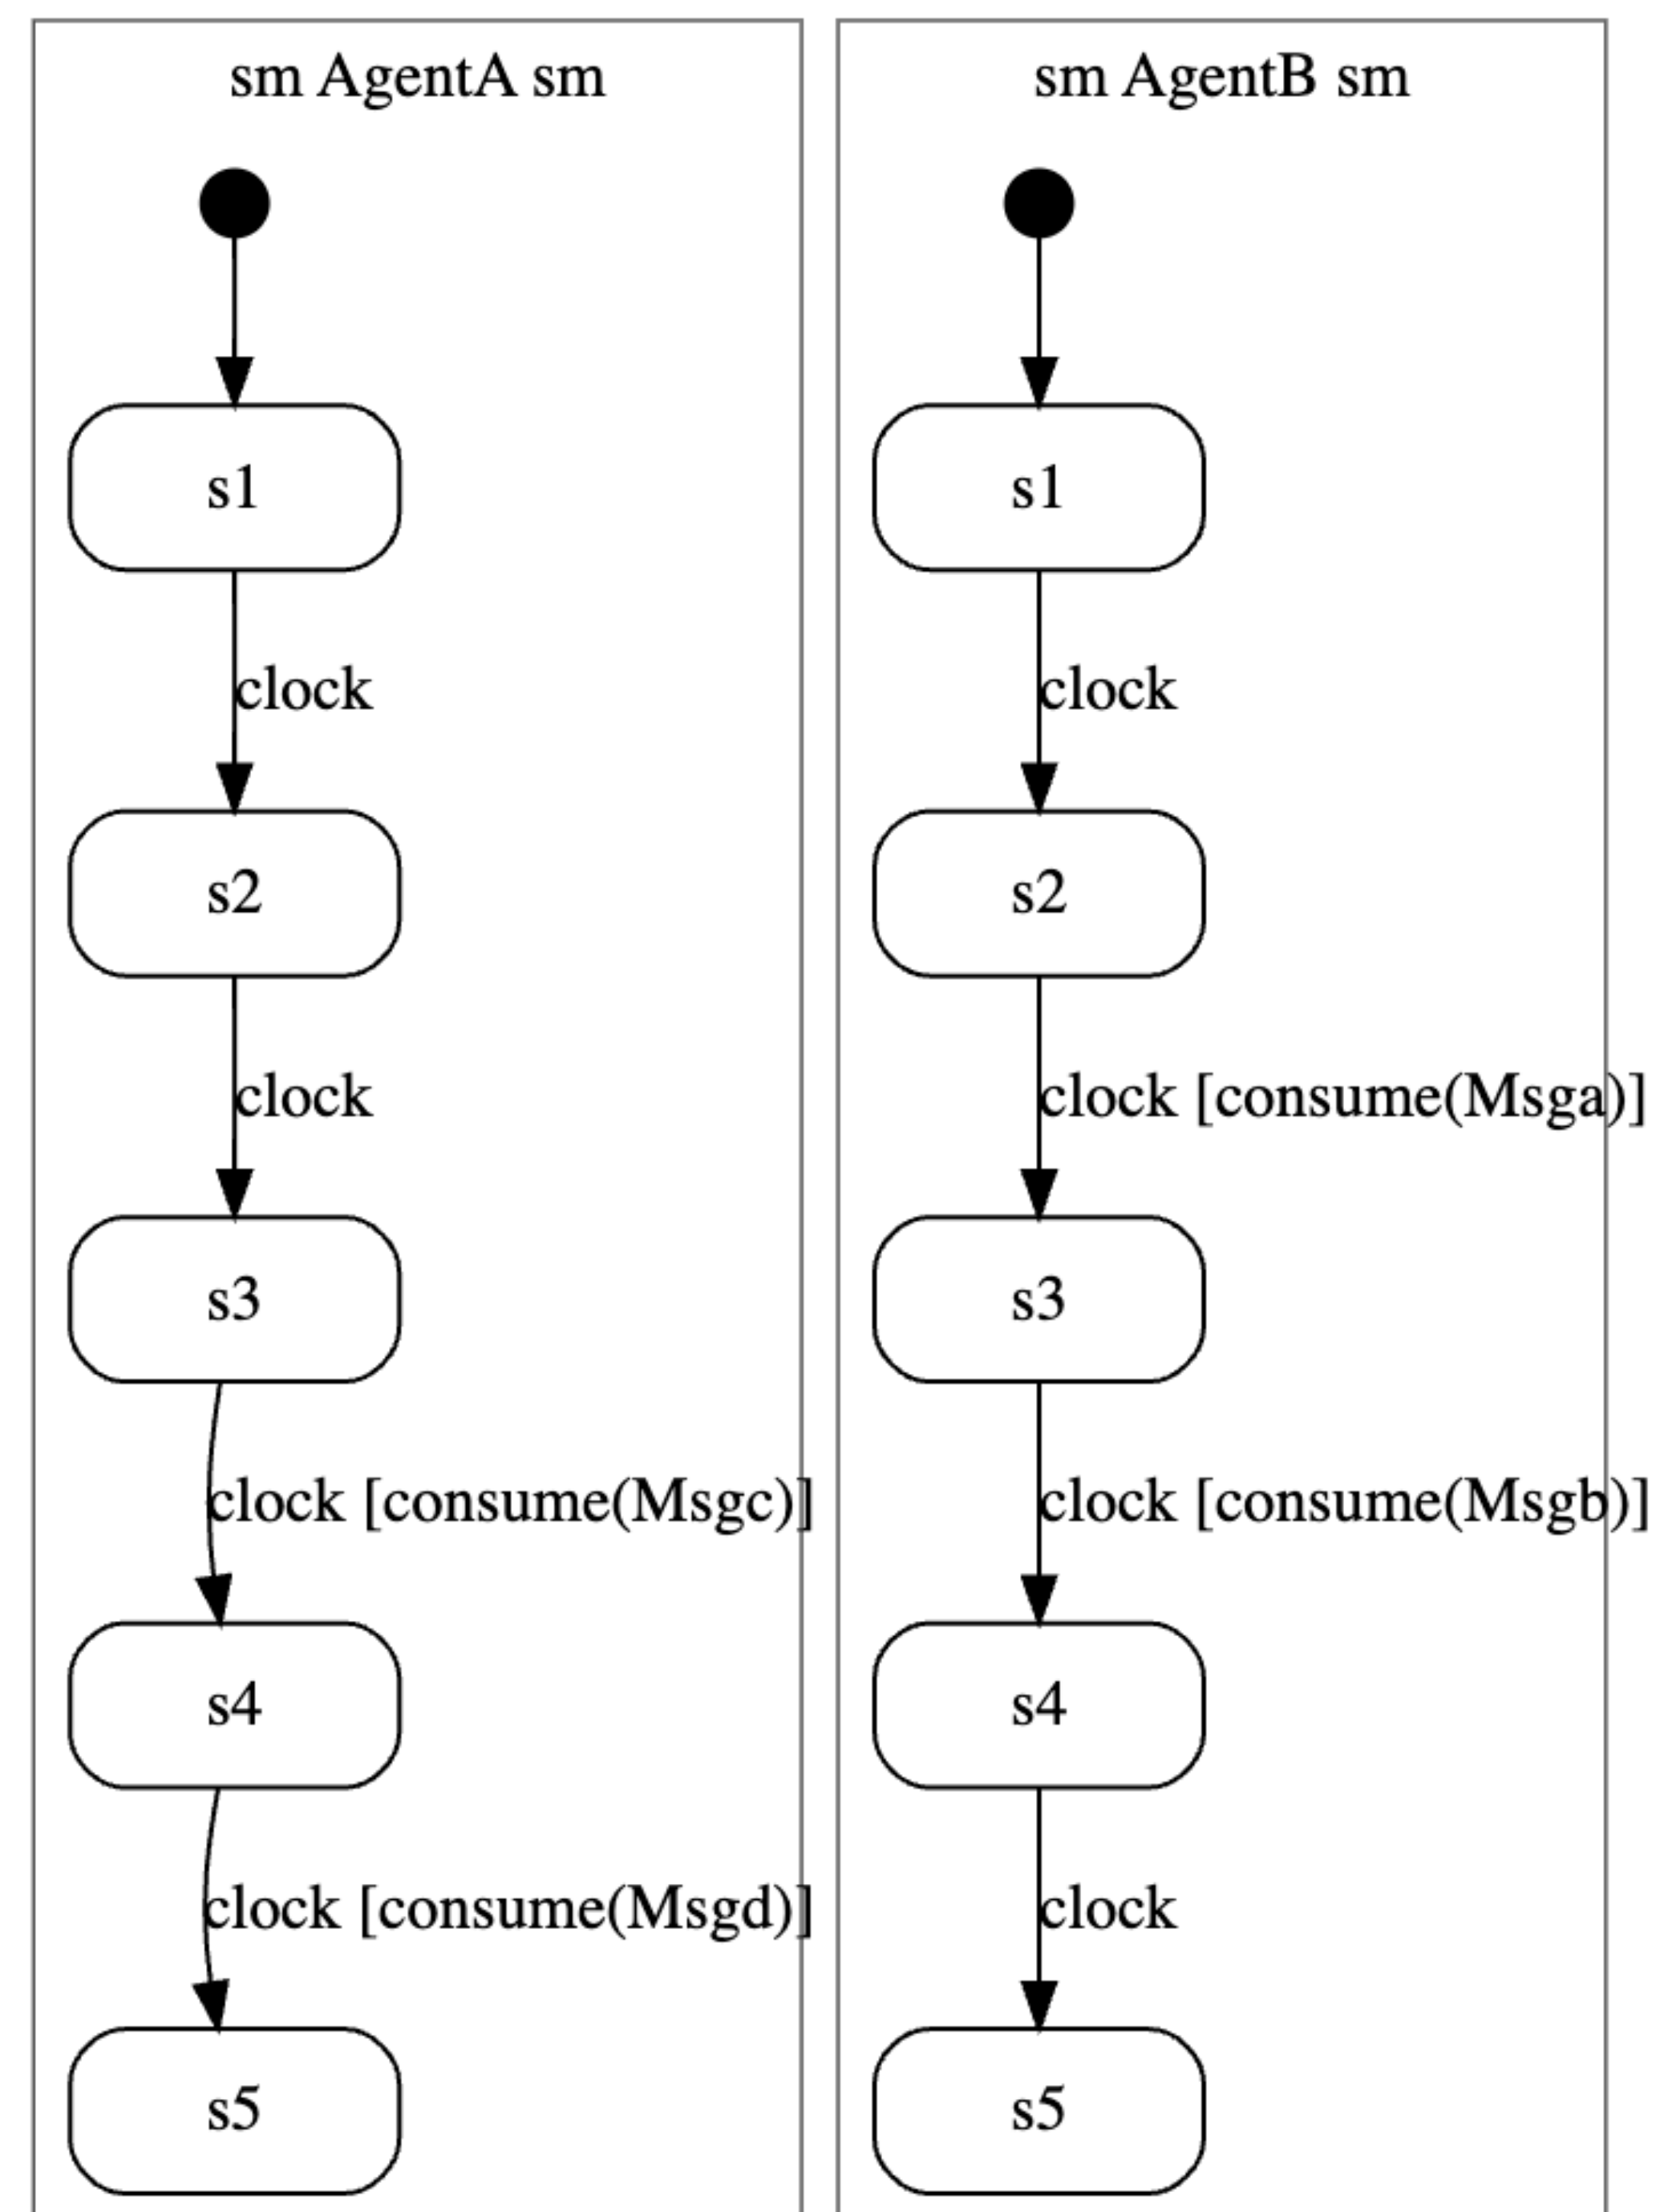 sm AgentA sm
s1
clock
s2
clock
s3
clock [consume(Msgc)]
s4
clock [consume(Msgd)]
s5
sm AgentB sm
s1
clock
s2
clock [consume(Msga)]
s3
clock [consume(Msgb)]
s4
clock
s5